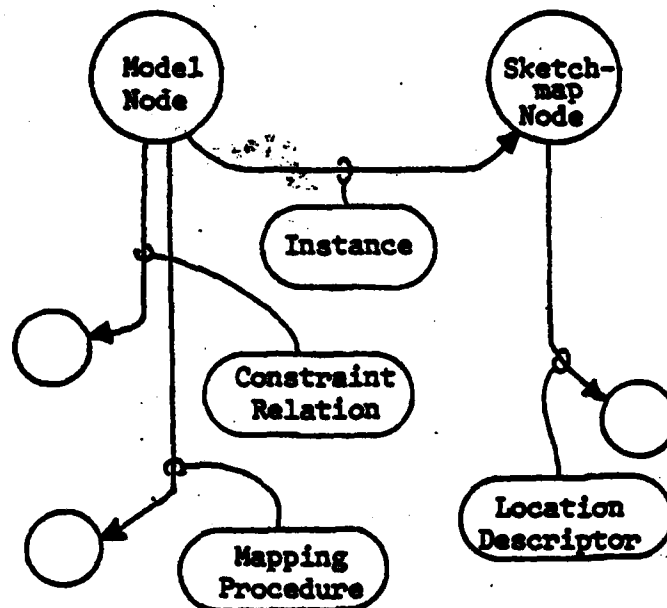 Model
Node
Sketch-
map
Node
Instance
Constraint
Relation
Location
Descriptor
Mapping
Procedure